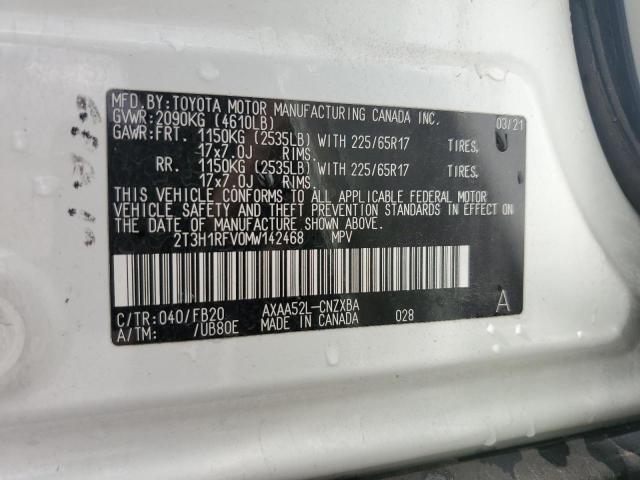 MFD. BY:TOYOTA MOTOR MANUFACTURING CANADA INC. 03/21
GVWR:2090KG (4610LB)
GAWR:FRT. 1150KG (2535LB) WITH 225/65R17 TIRES.
17x7.0J RIMS.
RR. 1150KG (2535LB) WITH 225/65R17 TIRES.
17x7.0J RIMS.
THIS VEHICLE CONFORMS TO ALL APPLICABLE FEDERAL MOTOR
VEHICLE SAFETY AND THEFT PREVENTION STANDARDS IN EFFECT ON
THE DATE OF MANUFACTURE SHOWN ABOVE.
2T3H1RFV0MW142468 MPV
C/TR:040/FB20 AXAA52L-CNZXBA 028 A
A/TM: /UB80E MADE IN CANADA